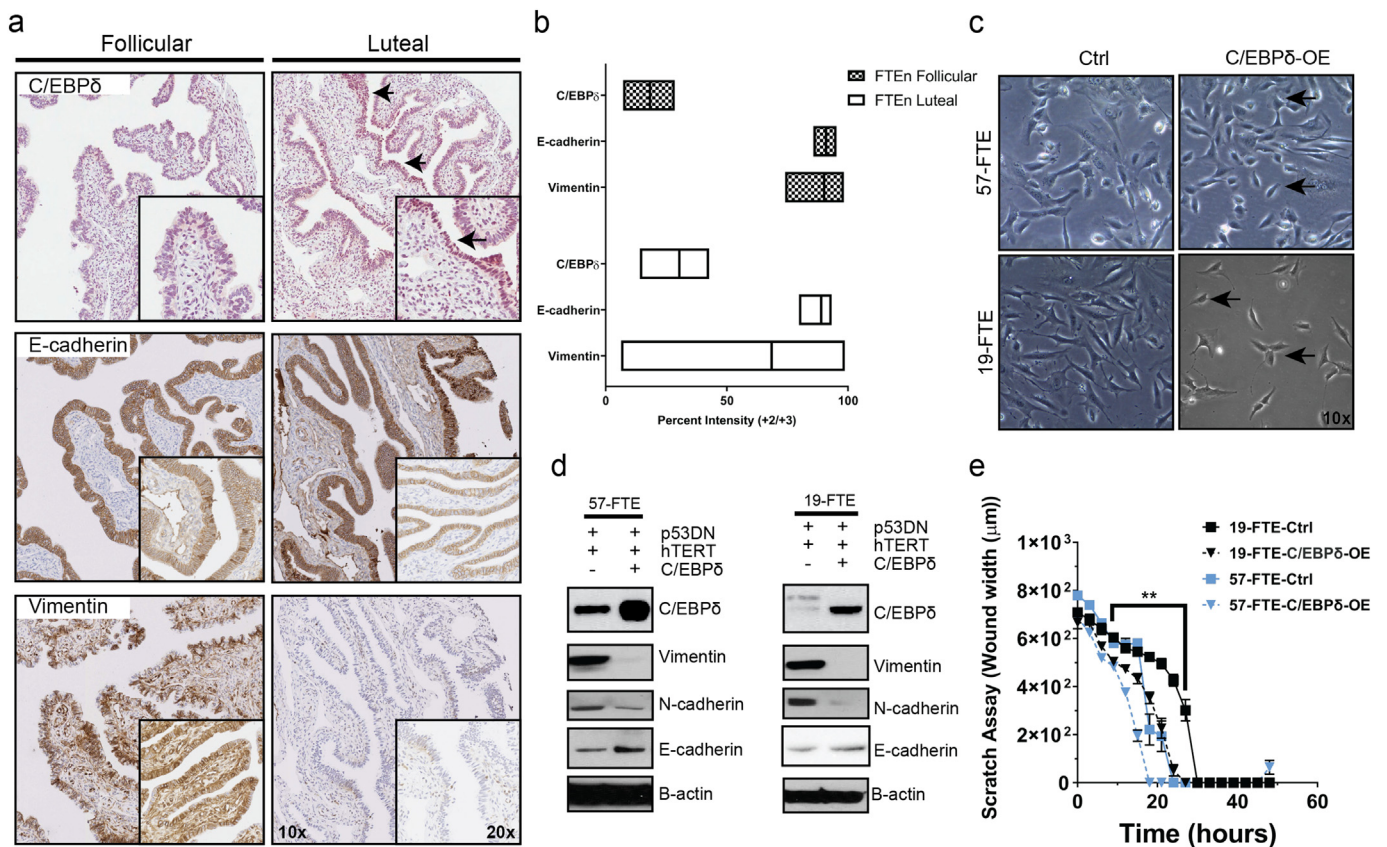 a
Follicular
Luteal
C/EBPδ
E-cadherin
Vimentin
10x
20x
b
FTEn Follicular
FTEn Luteal
C/EBPδ
E-cadherin
Vimentin
C/EBPδ
E-cadherin
Vimentin
50
100
Percent Intensity (+2/+3)
c
Ctrl
C/EBPδ-OE
57-FTE
19-FTE
10x
d
57-FTE
+ + p53DN
+ + hTERT
- + C/EBPδ
C/EBPδ
Vimentin
N-cadherin
E-cadherin
B-actin
19-FTE
+ + p53DN
+ + hTERT
- + C/EBPδ
C/EBPδ
Vimentin
N-cadherin
E-cadherin
B-actin
e
19-FTE-Ctrl
19-FTE-C/EBPδ-OE
57-FTE-Ctrl
57-FTE-C/EBPδ-OE
**
Scratch Assay (Wound width (μm))
1×10³
8×10²
6×10²
4×10²
2×10²
0
0 20 40 60
Time (hours)